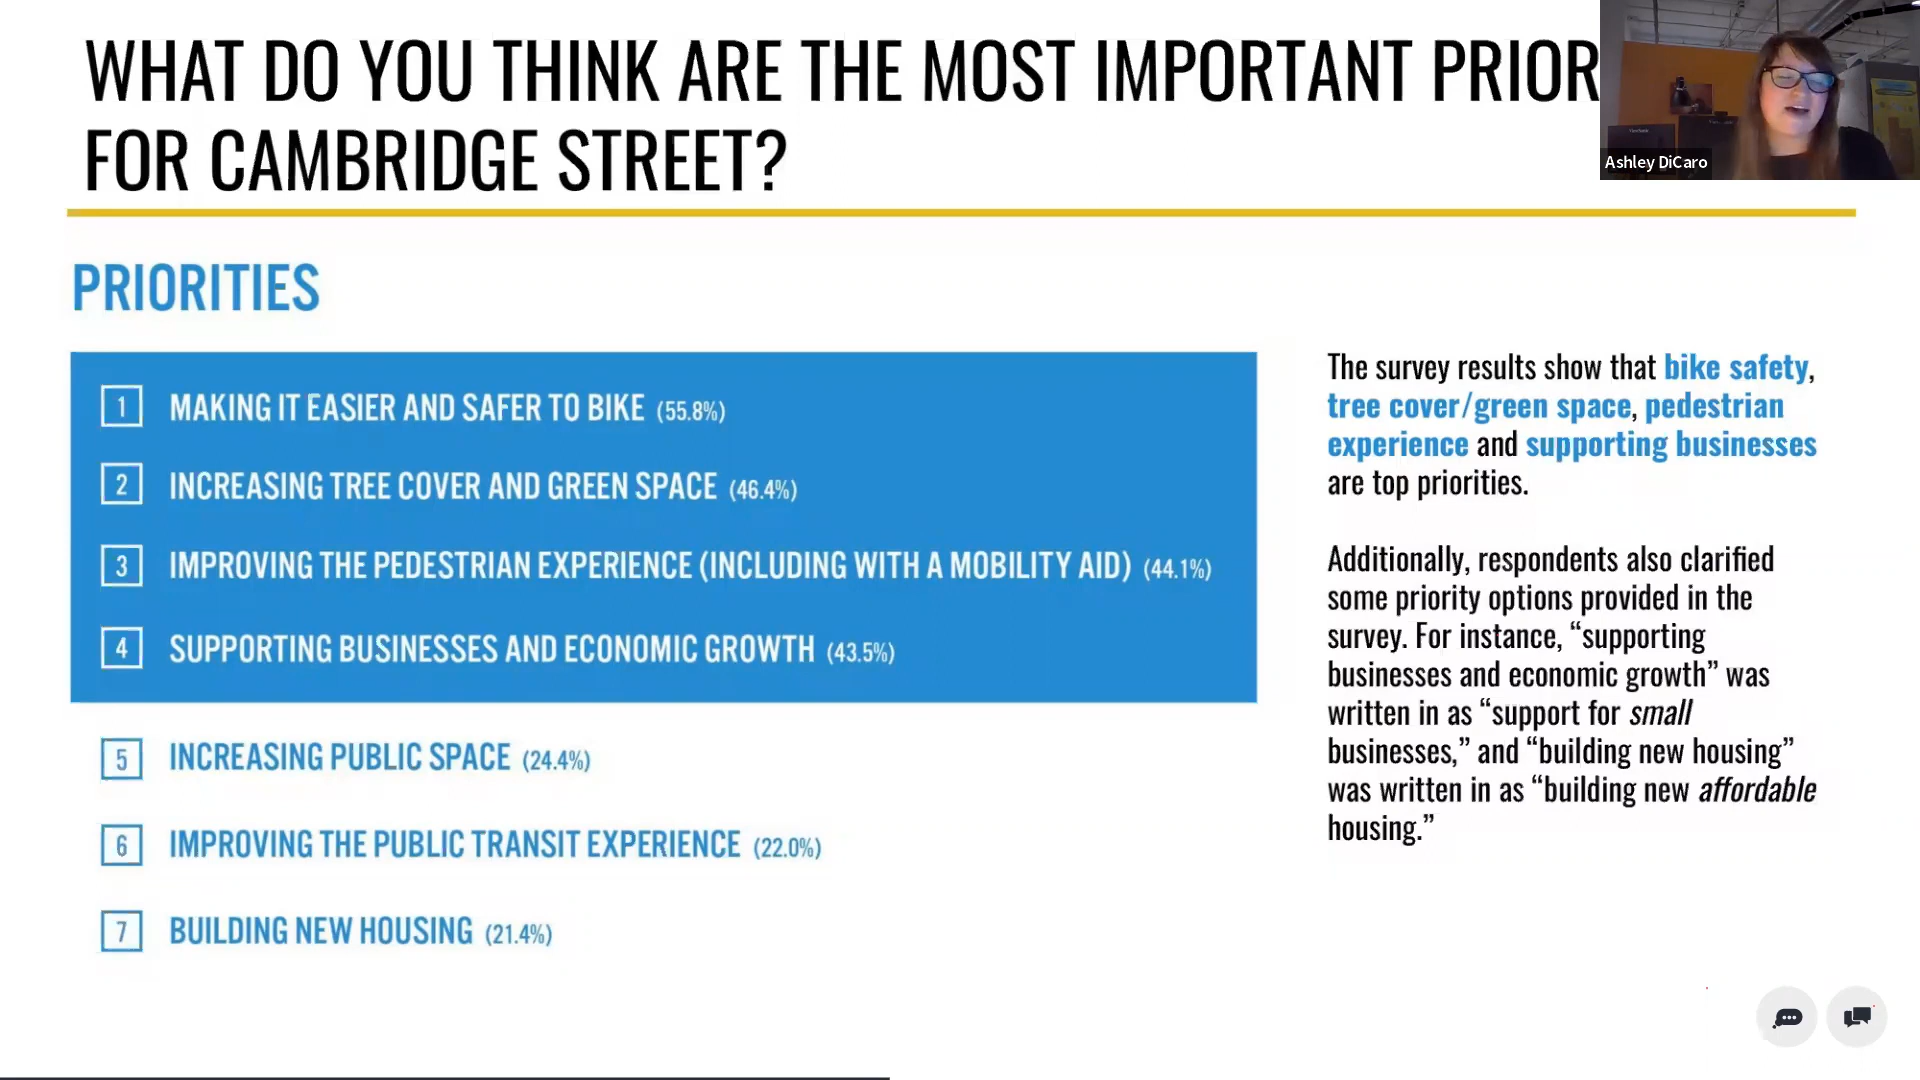 WHAT DO YOU THINK ARE THE MOST IMPORTANT PRIOR
FOR CAMBRIDGE STREET?
Ashley DiCaro
PRIORITIES
1 MAKING IT EASIER AND SAFER TO BIKE (55.8%)
2 INCREASING TREE COVER AND GREEN SPACE (46.4%)
3 IMPROVING THE PEDESTRIAN EXPERIENCE (INCLUDING WITH A MOBILITY AID) (44.1%)
4 SUPPORTING BUSINESSES AND ECONOMIC GROWTH (43.5%)
5 INCREASING PUBLIC SPACE (24.4%)
6 IMPROVING THE PUBLIC TRANSIT EXPERIENCE (22.0%)
7 BUILDING NEW HOUSING (21.4%)
The survey results show that bike safety,
tree cover/green space, pedestrian
experience and supporting businesses
are top priorities.
Additionally, respondents also clarified
some priority options provided in the
survey. For instance, “supporting
businesses and economic growth” was
written in as “support for small
businesses,” and “building new housing”
was written in as “building new affordable
housing.”